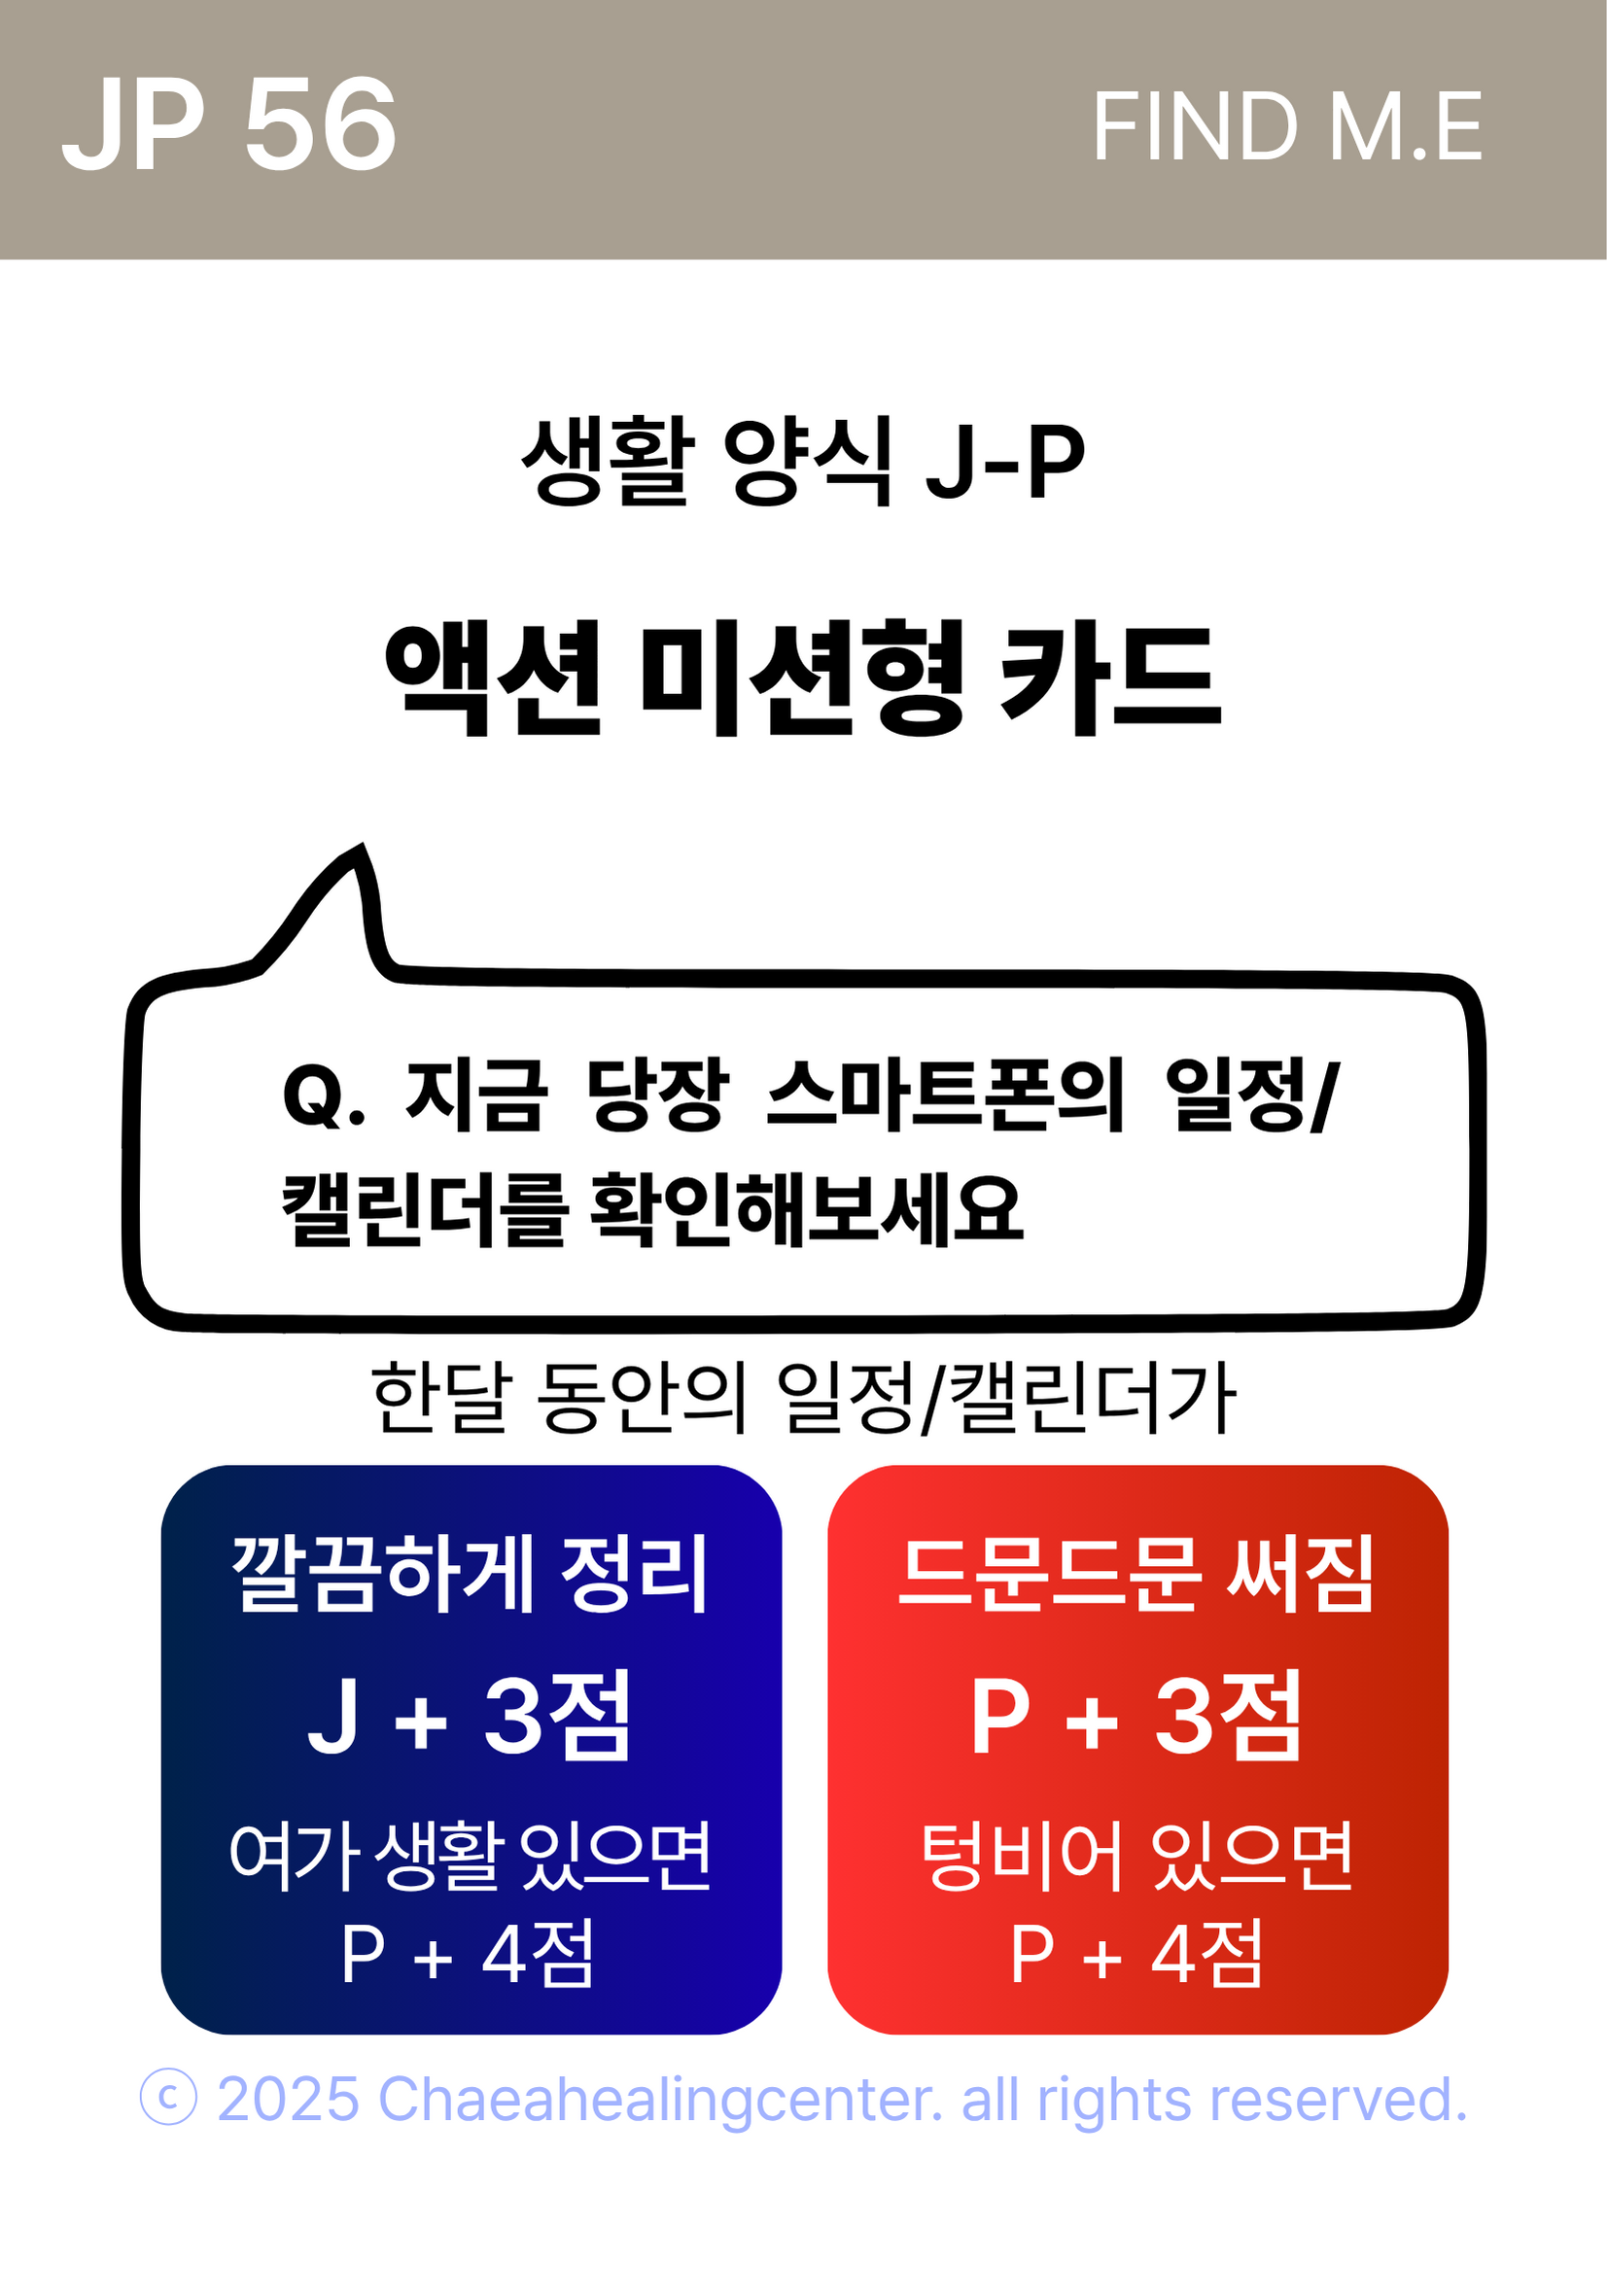 JP 56
FIND M.E
생활 양식 J-P
액션 미션형 카드
Q. 지금 당장 스마트폰의 일정/
캘린더를 확인해보세요
한달 동안의 일정/캘린더가
깔끔하게 정리
J + 3점
여가 생활 있으면
P + 4점
드문드문 써짐
P + 3점
텅비어 있으면
P + 4점
ⓒ 2025 Chaeahealingcenter. all rights reserved.